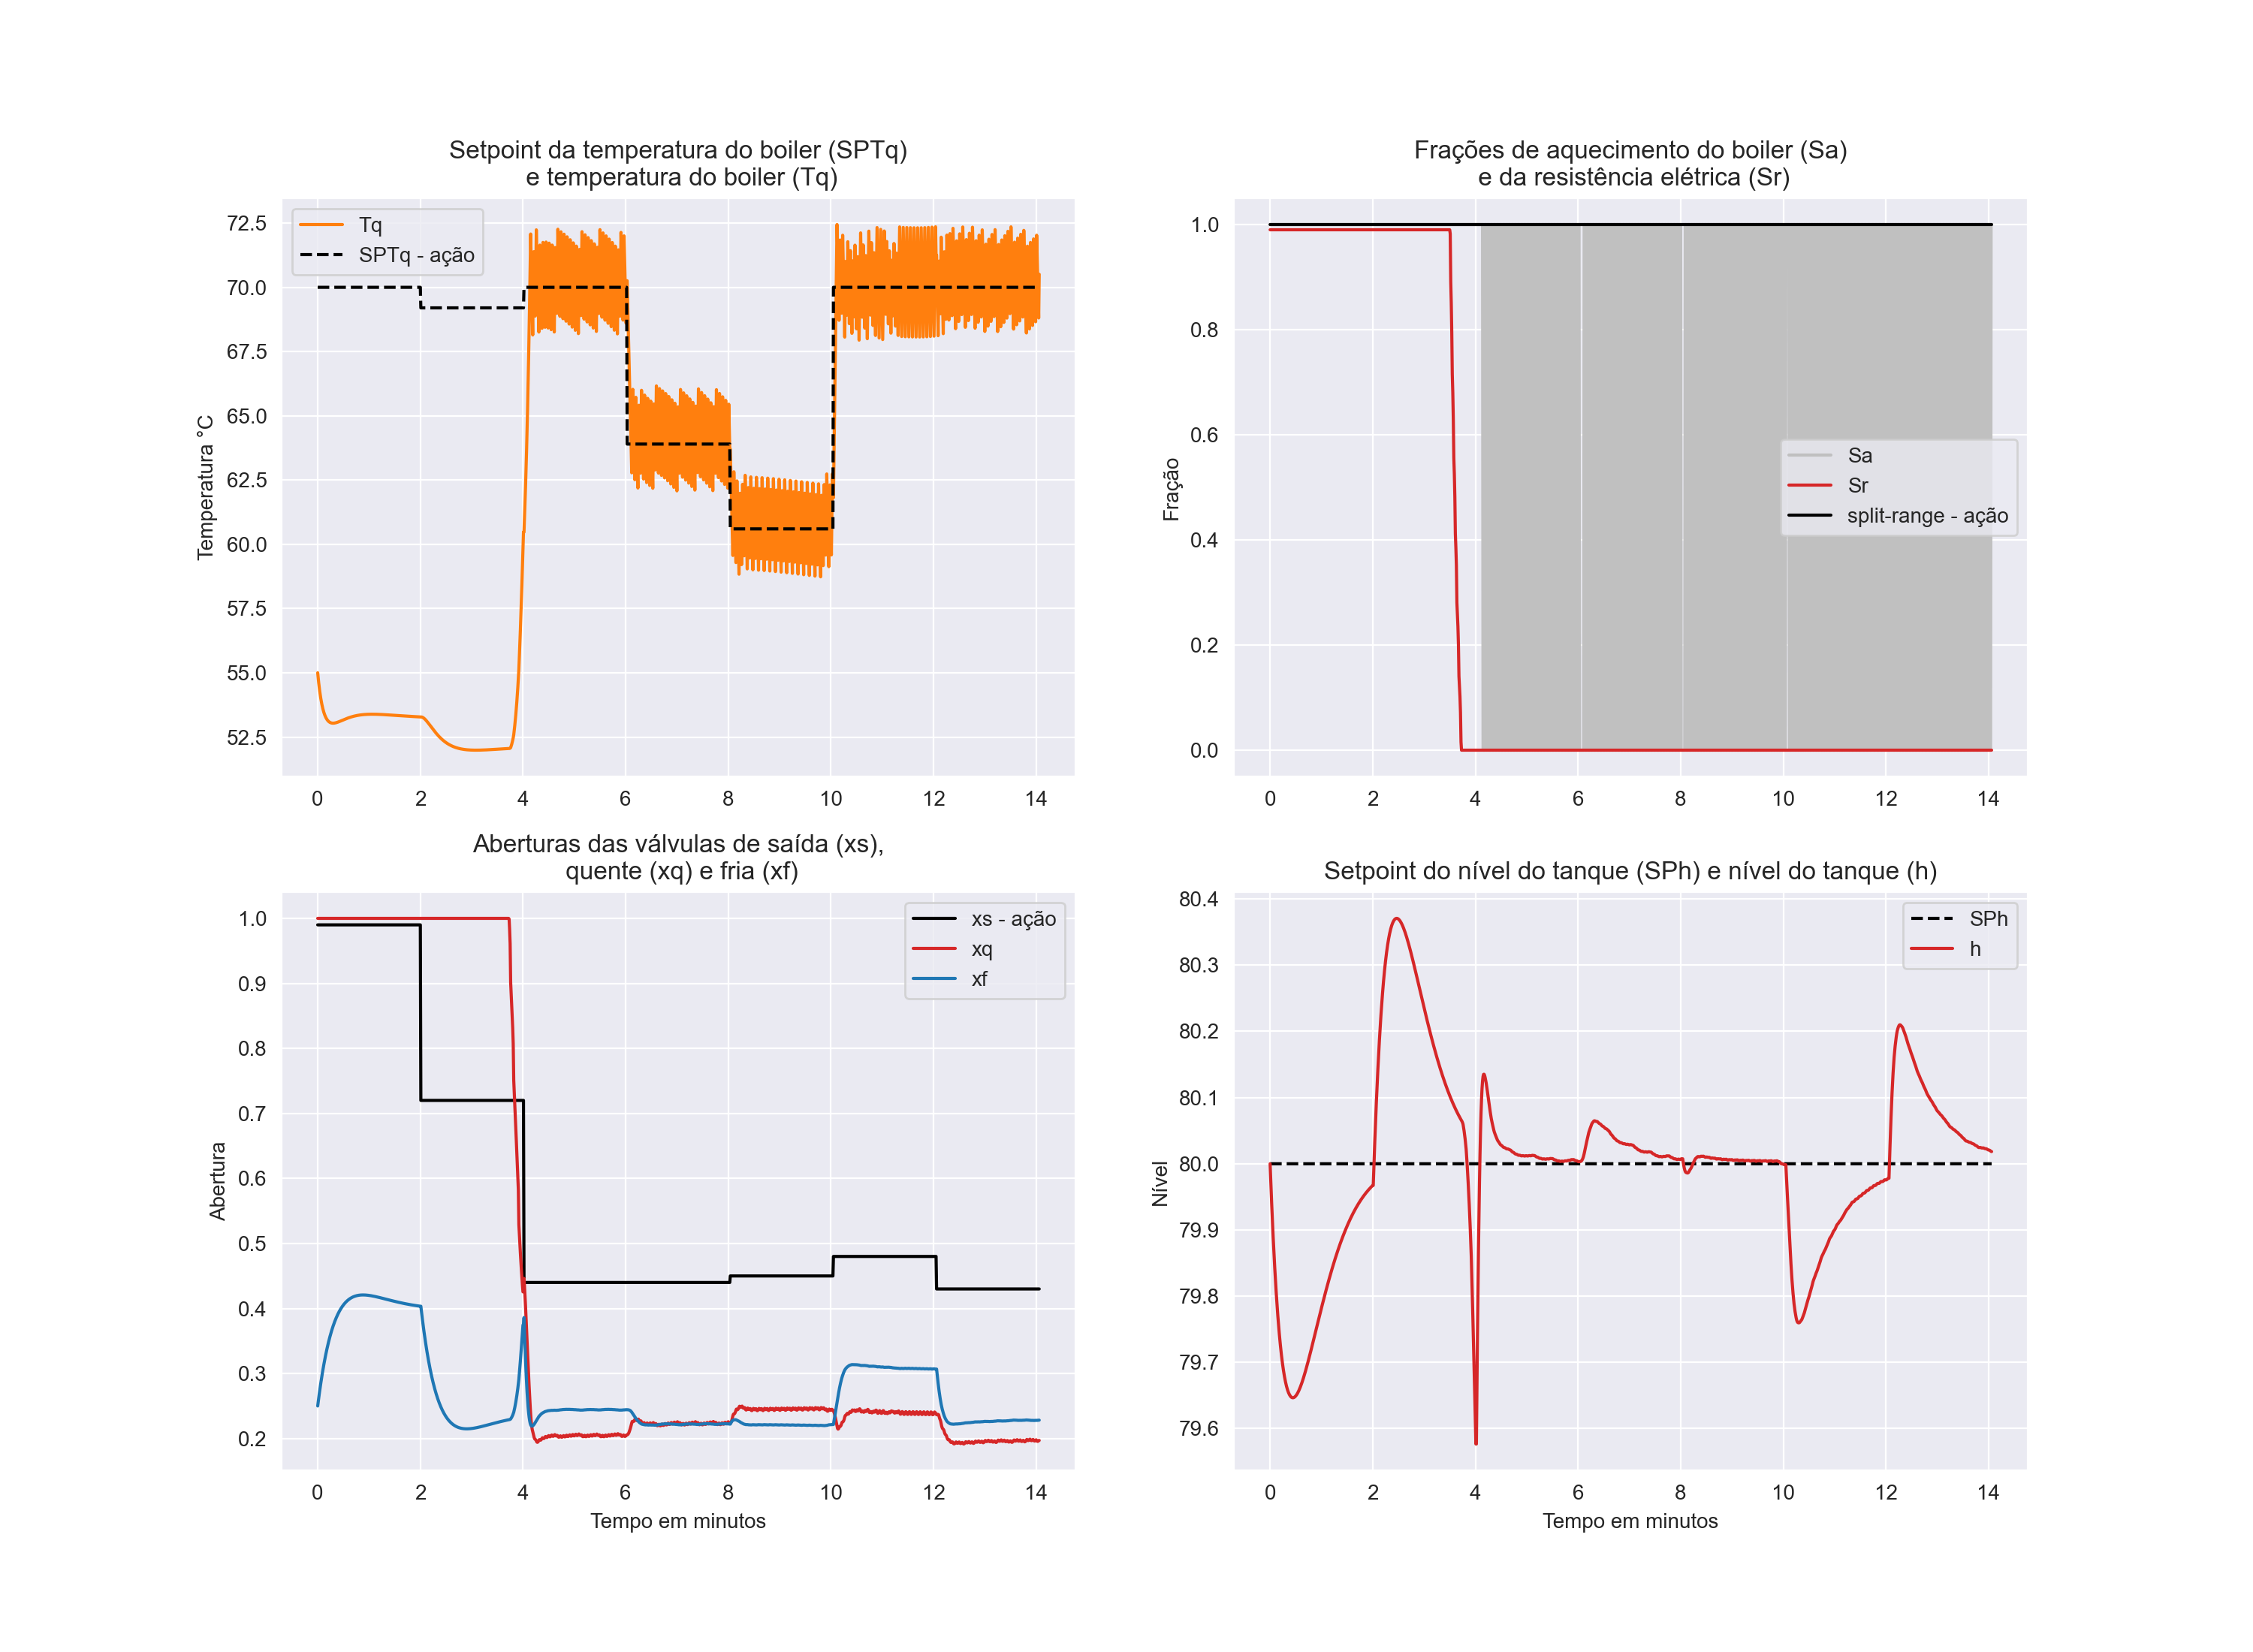 Setpoint da temperatura do boiler (SPTq)
e temperatura do boiler (Tq)
72.5
70.0
67.5
65.0
62.5
60.0
57.5
55.0
52.5
Temperatura °C
Tq
SPTq - ação
0 2 4 6 8 10 12 14
Frações de aquecimento do boiler (Sa)
e da resistência elétrica (Sr)
1.0
0.8
0.6
0.4
0.2
0.0
Fração
Sa
Sr
split-range - ação
0 2 4 6 8 10 12 14
Aberturas das válvulas de saída (xs),
quente (xq) e fria (xf)
1.0
0.9
0.8
0.7
0.6
0.5
0.4
0.3
0.2
Abertura
xs - ação
xq
xf
0 2 4 6 8 10 12 14
Tempo em minutos
Setpoint do nível do tanque (SPh) e nível do tanque (h)
80.4
80.3
80.2
80.1
80.0
79.9
79.8
79.7
79.6
Nível
SPh
h
0 2 4 6 8 10 12 14
Tempo em minutos